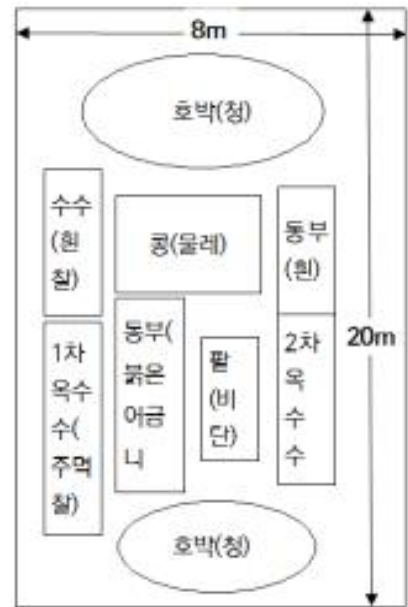 8m
호박(청)
수수
(흰
찰)
콩(물레)
동부
(흰)
1차
옥수
수(
주먹
찰)
동부(
붉은
어금
니
팥
(비
단)
2차
옥
수
수
20m
호박(청)